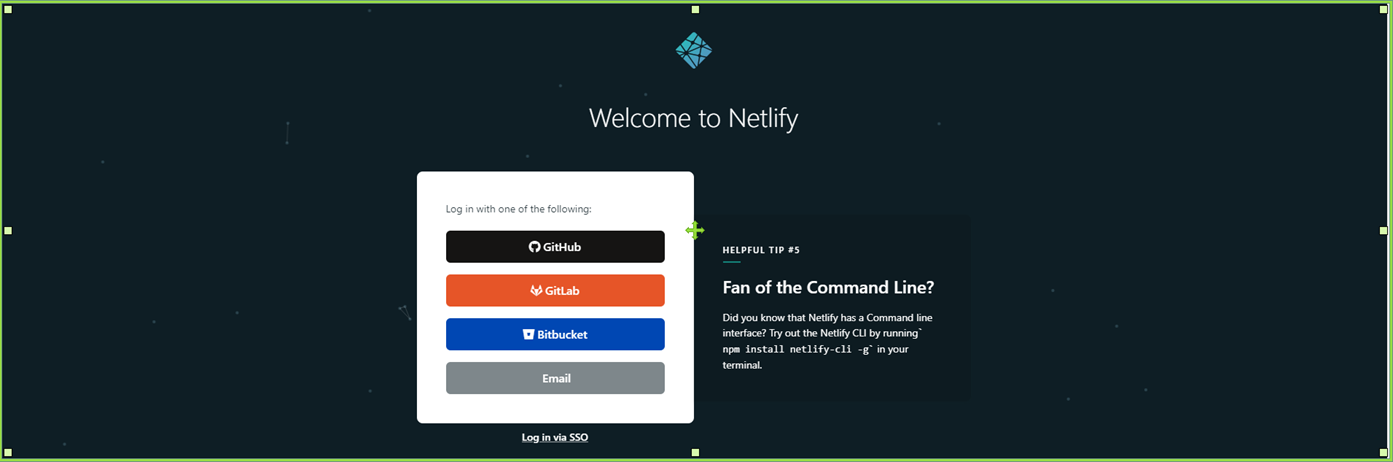 Welcome to Netlify
Log in with one of the following:
GitHub
GitLab
Bitbucket
Email
Log in via SSO
HELPFUL TIP #5
Fan of the Command Line?
Did you know that Netlify has a Command line
interface? Try out the Netlify CLI by running`
npm install netlify-cli -g` in your
terminal.